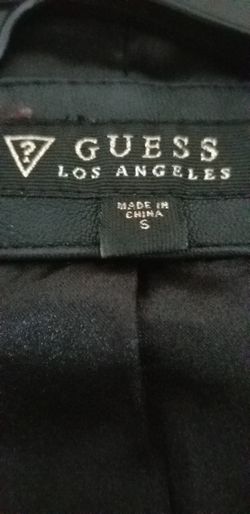 ? GUESS
LOS ANGELES
MADE IN
CHINA
S